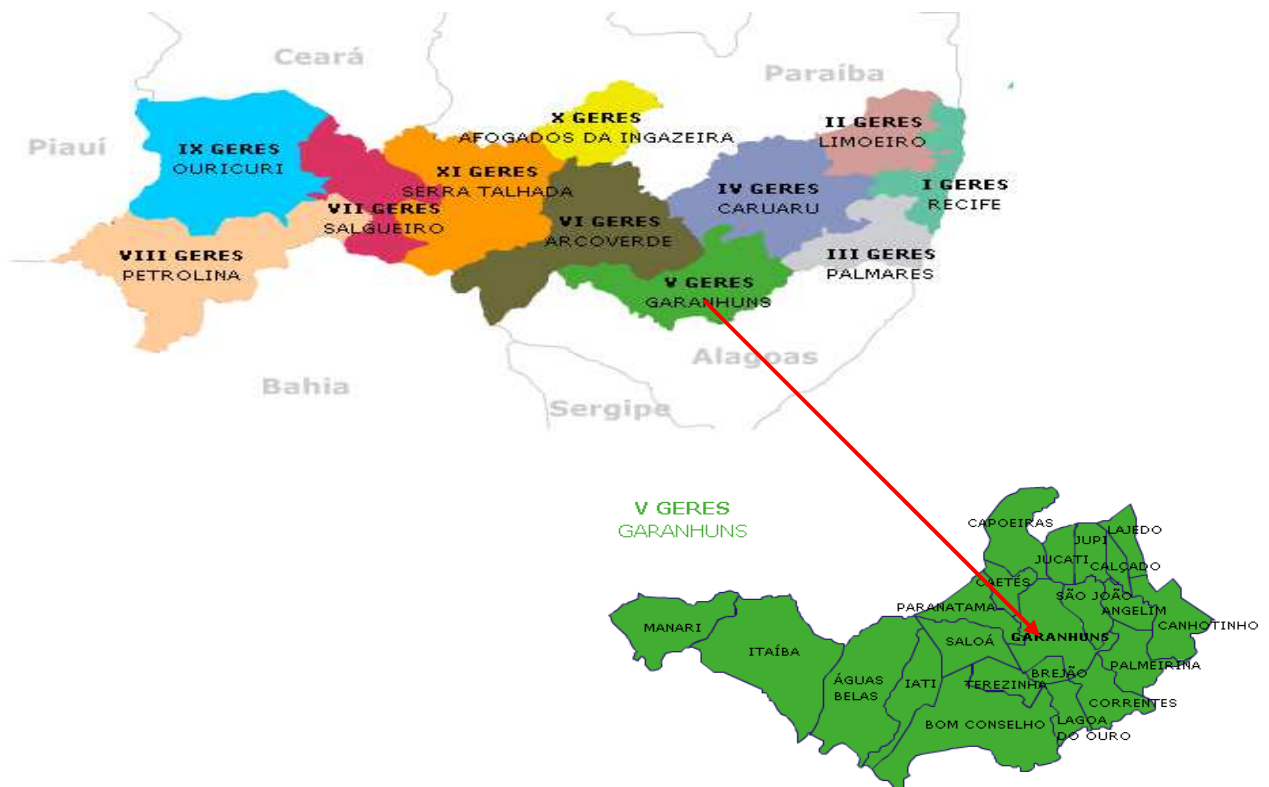 Ceará
Paraíba
Piauí
X GERES
AFOGADOS DA INGAZEIRA
II GERES
LIMOEIRO
IX GERES
OURICURI
XI GERES
SERRA TALHADA
IV GERES
CARUARU
I GERES
RECIFE
VII GERES
SALGUEIRO
VI GERES
ARCOVERDE
VIII GERES
PETROLINA
III GERES
PALMARES
V GERES
GARANHUNS
Alagoas
Bahia
Sergipe
V GERES
GARANHUNS
CAPOEIRAS
LAJEDO
JUPI
JUCATI
CALÇADO
CAETÉS
SÃO JOÃO
PARANATAMA
ANGELIM
MANARI
CANHOTINHO
GARANHUNS
SALOÁ
ITAÍBA
PALMEIRINA
BREJÃO
ÁGUAS
BELAS
IATI
TEREZINHA
CORRENTES
BOM CONSELHO
LAGOA
DO OURO